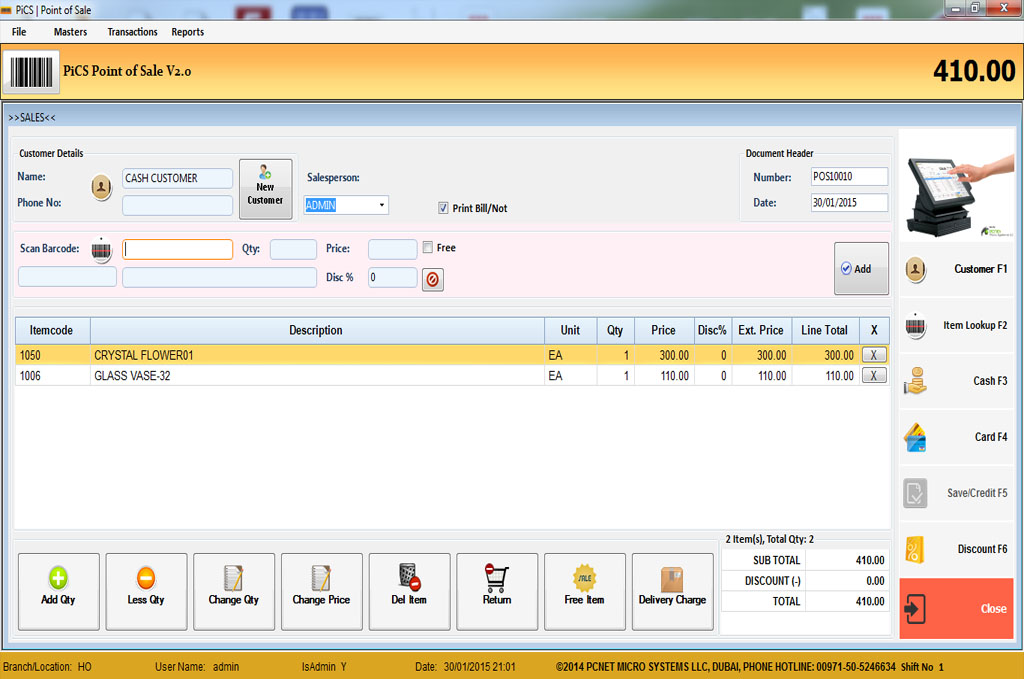 PiCS | Point of Sale
File Masters Transactions Reports
PiCS Point of Sale V2.0 410.00
>>SALES<<
Customer Details Document Header
Name: CASH CUSTOMER New Customer Salesperson: Number: POS10010
Phone No: ADMIN Print Bill/Not Date: 30/01/2015
Scan Barcode: Qty: Price: Free
Disc % 0 Add
Customer F1
Item Lookup F2
Cash F3
Card F4
Save/Credit F5
Discount F6
Close
Itemcode Description Unit Qty Price Disc% Ext. Price Line Total X
1050 CRYSTAL FLOWER01 EA 1 300.00 0 300.00 300.00 X
1006 GLASS VASE-32 EA 1 110.00 0 110.00 110.00 X
2 Item(s), Total Qty: 2
SUB TOTAL 410.00
DISCOUNT (-) 0.00
TOTAL 410.00
SALE
Add Qty Less Qty Change Qty Change Price Del Item Return Free Item Delivery Charge
Branch/Location: HO User Name: admin IsAdmin Y Date: 30/01/2015 21:01 ©2014 PCNET MICRO SYSTEMS LLC, DUBAI, PHONE HOTLINE: 00971-50-5246634 Shift No 1